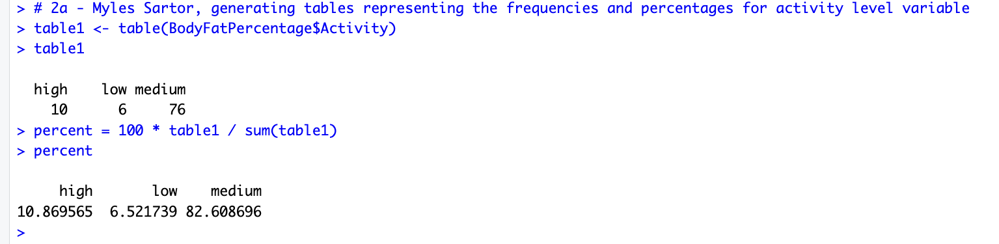 > # 2a - Myles Sartor, generating tables representing the frequencies and percentages for activity level variable
> table1 <- table(BodyFatPercentage$Activity)
> table1
  high    low medium
    10      6     76
> percent = 100 * table1 / sum(table1)
> percent
     high       low    medium
10.869565  6.521739 82.608696
>